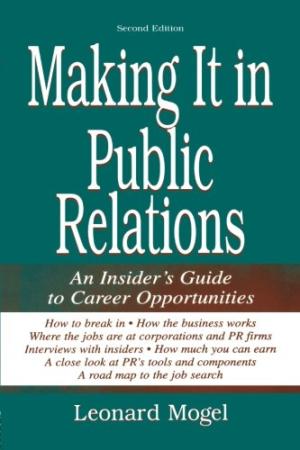 Second Edition
Making It in
Public
Relations
An Insider's Guide
to Career Opportunities
How to break in • How the business works
Where the jobs are at corporations and PR firms
Interviews with insiders • How much you can earn
A close look at PR's tools and components
A road map to the job search
Leonard Mogel